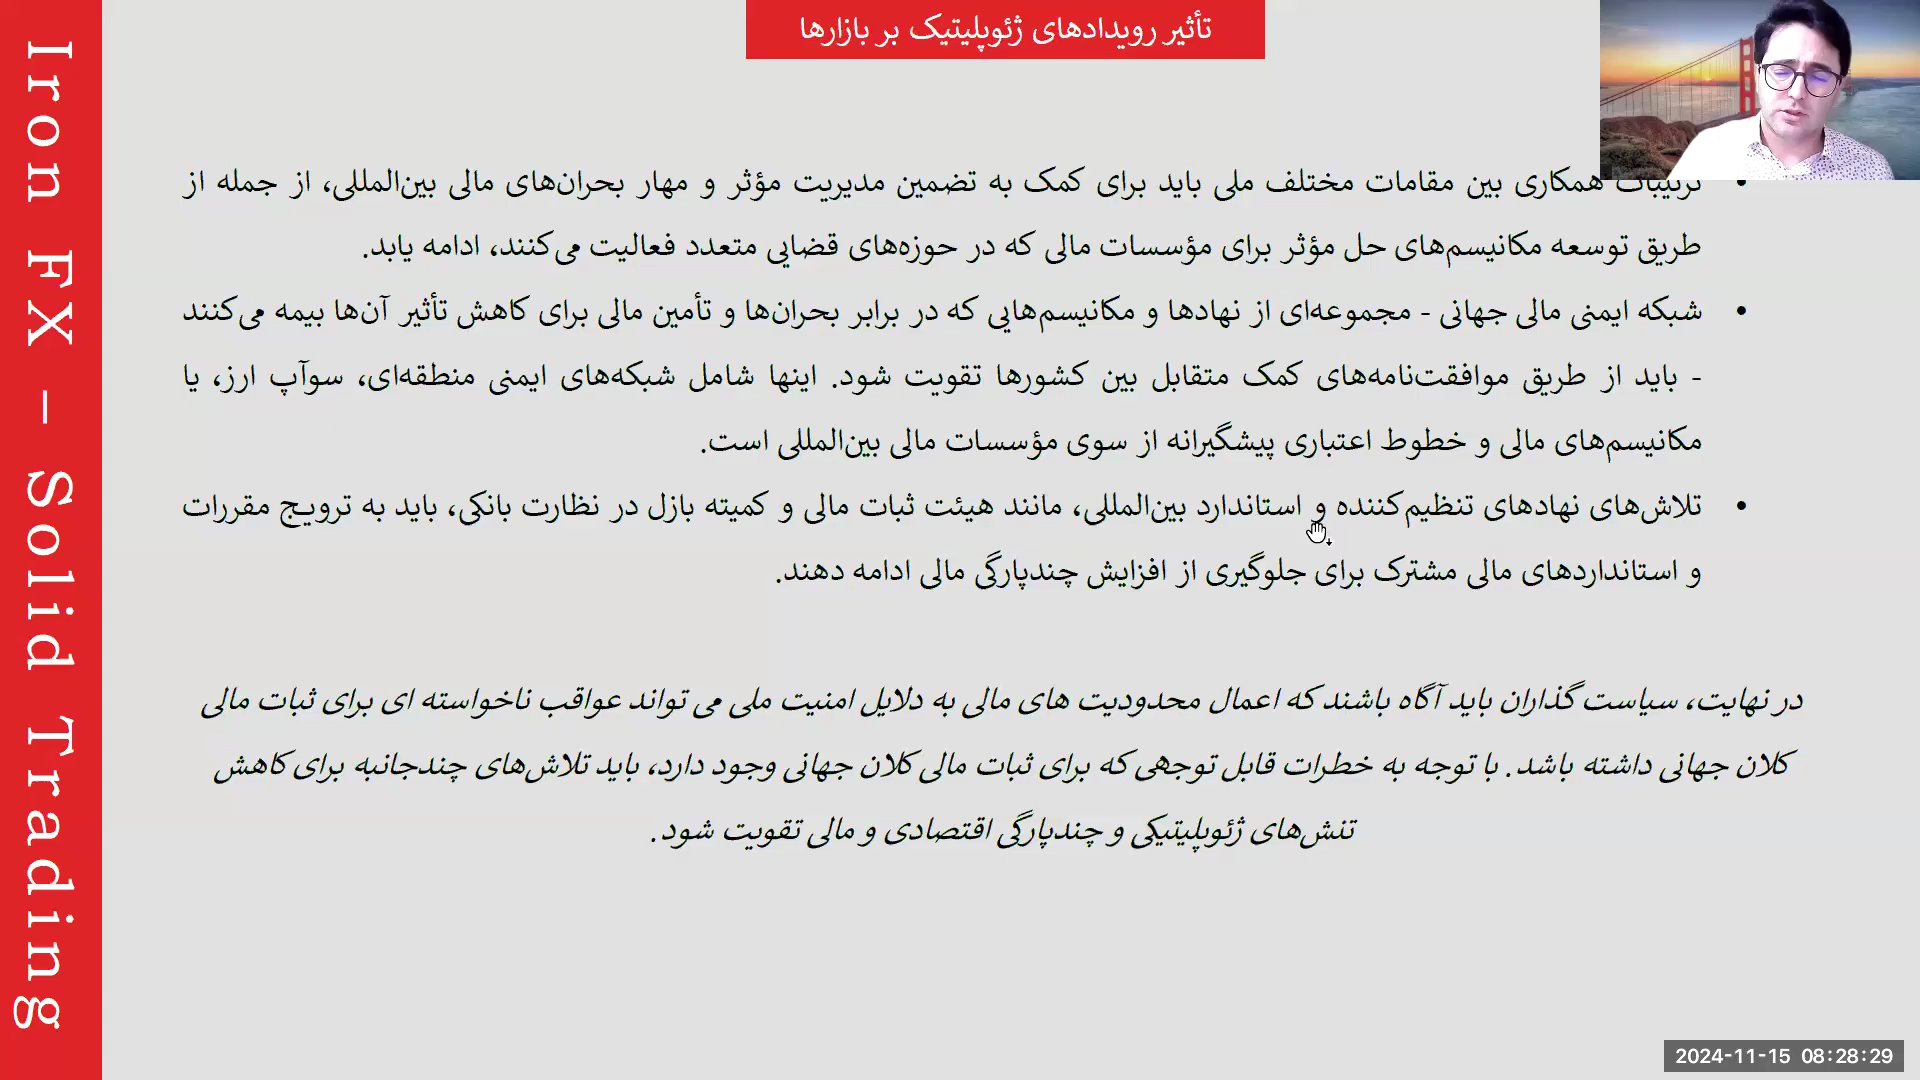 تأثیر رویدادهای ژئوپلیتیک بر بازارها
Iron FX – Solid Trading
• ترتیبات همکاری بین مقامات مختلف ملی باید برای کمک به تضمین مدیریت مؤثر و مهار بحران‌های مالی بین‌المللی، از جمله از
طریق توسعه مکانیسم‌های حل مؤثر برای مؤسسات مالی که در حوزه‌های قضایی متعدد فعالیت می‌کنند، ادامه یابد.
• شبکه ایمنی مالی جهانی - مجموعه‌ای از نهادها و مکانیسم‌هایی که در برابر بحران‌ها و تأمین مالی برای کاهش تأثیر آن‌ها بیمه می‌کنند
- باید از طریق موافقت‌نامه‌های کمک متقابل بین کشورها تقویت شود. اینها شامل شبکه‌های ایمنی منطقه‌ای، سوآپ ارز، یا
مکانیسم‌های مالی و خطوط اعتباری پیشگیرانه از سوی مؤسسات مالی بین‌المللی است.
• تلاش‌های نهادهای تنظیم‌کننده و استاندارد بین‌المللی، مانند هیئت ثبات مالی و کمیته بازل در نظارت بانکی، باید به ترویج مقررات
و استانداردهای مالی مشترک برای جلوگیری از افزایش چندپارگی مالی ادامه دهند.
در نهایت، سیاست گذاران باید آگاه باشند که اعمال محدودیت های مالی به دلایل امنیت ملی می تواند عواقب ناخواسته ای برای ثبات مالی
کلان جهانی داشته باشد. با توجه به خطرات قابل توجهی که برای ثبات مالی کلان جهانی وجود دارد، باید تلاش‌های چندجانبه برای کاهش
تنش‌های ژئوپلیتیکی و چندپارگی اقتصادی و مالی تقویت شود.
2024-11-15 08:28:29